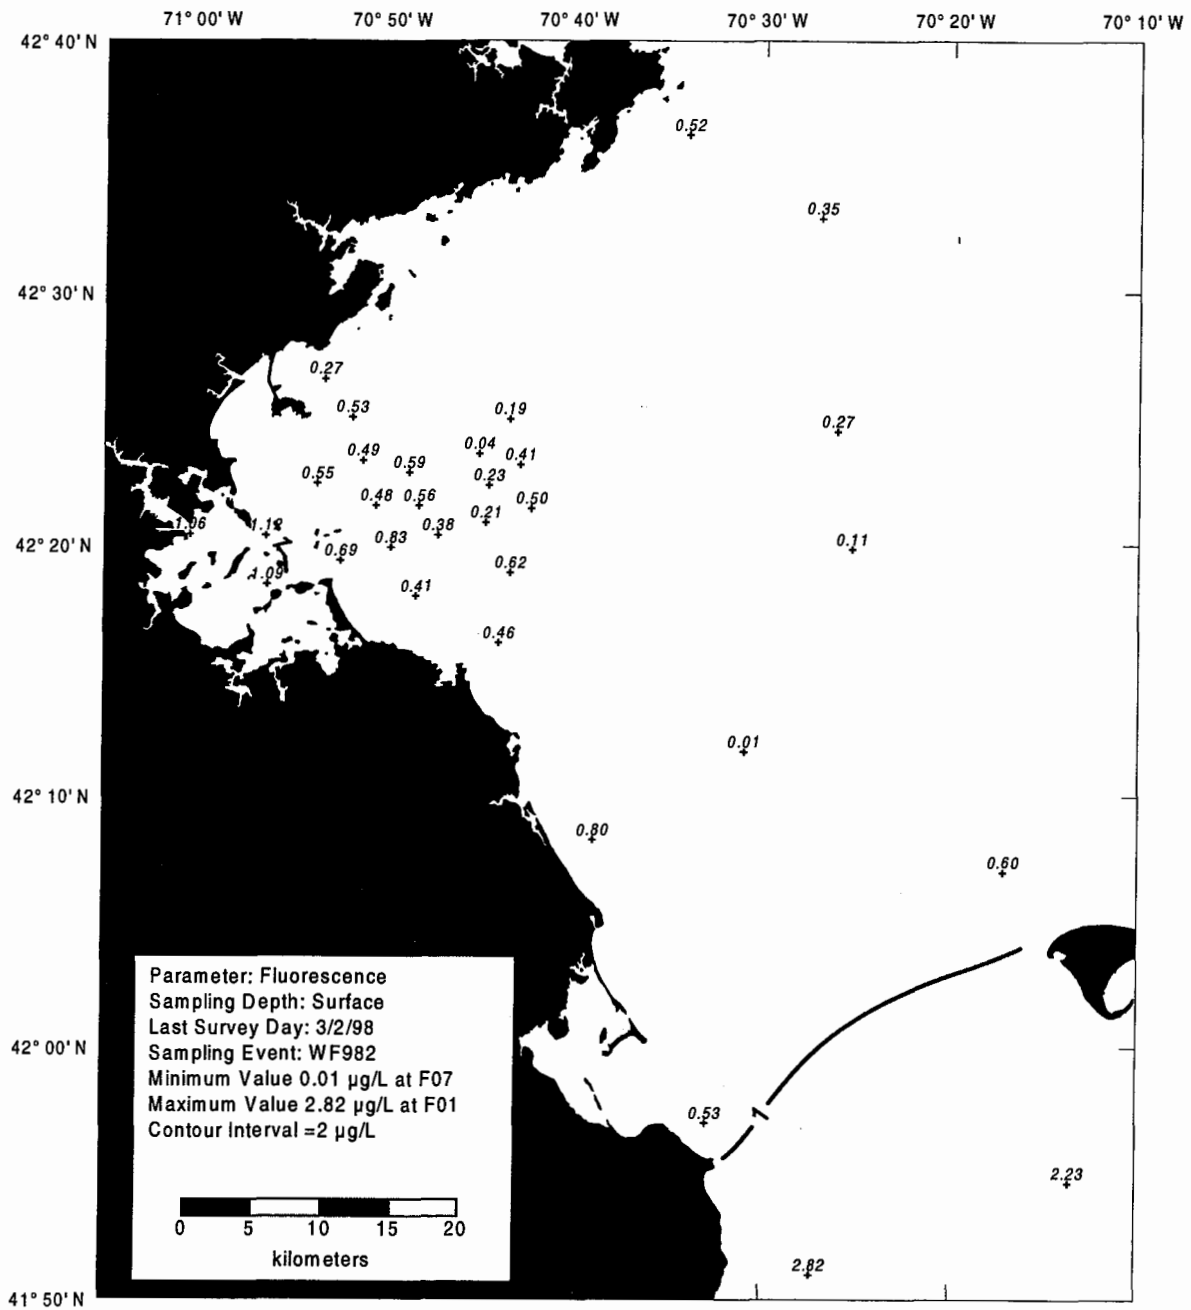 71° 00' W 70° 50' W 70° 40' W 70° 30' W 70° 20' W 70° 10' W
42° 40' N
0.52
0.35
42° 30' N
0.27
0.53
0.19
0.27
0.49
0.59
0.04
0.41
0.55
0.23
0.48
0.56
0.50
0.21
1.06
1.12
0.38
0.83
0.69
0.11
42° 20' N
0.62
1.09
0.41
0.46
0.01
42° 10' N
0.80
0.60
Parameter: Fluorescence
Sampling Depth: Surface
Last Survey Day: 3/2/98
Sampling Event: WF982
Minimum Value 0.01 µg/L at F07
Maximum Value 2.82 µg/L at F01
Contour Interval =2 µg/L
0 5 10 15 20
kilometers
42° 00' N
0.53
1
2.23
2.82
41° 50' N